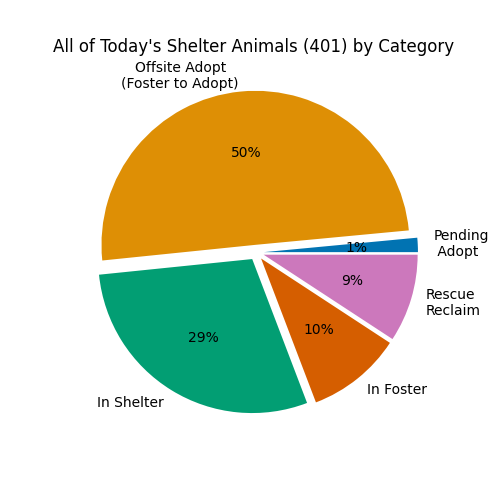 All of Today's Shelter Animals (401) by Category
Offsite Adopt
(Foster to Adopt)
50%
Pending
Adopt
1%
9%
Rescue
Reclaim
10%
In Foster
29%
In Shelter